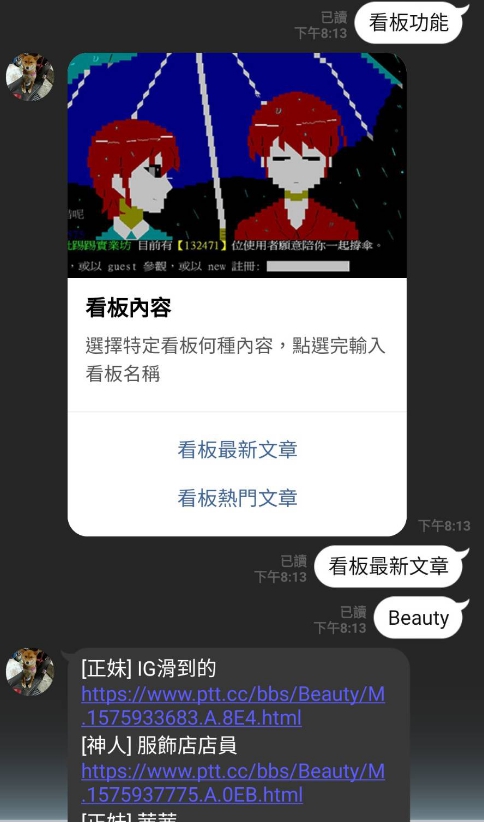 已讀
下午8:13
看板功能
目前有【132471】位使用者願意陪你一起撐傘。
,或以 guest 參觀,或以 new 註冊:
看板內容
選擇特定看板何種內容,點選完輸入
看板名稱
看板最新文章
看板熱門文章
下午8:13
已讀
下午8:13
看板最新文章
已讀
下午8:13
Beauty
[正妹] IG滑到的
https://www.ptt.cc/bbs/Beauty/M
.1575933683.A.8E4.html
[神人] 服飾店店員
https://www.ptt.cc/bbs/Beauty/M
.1575937775.A.0EB.html
[正妹]